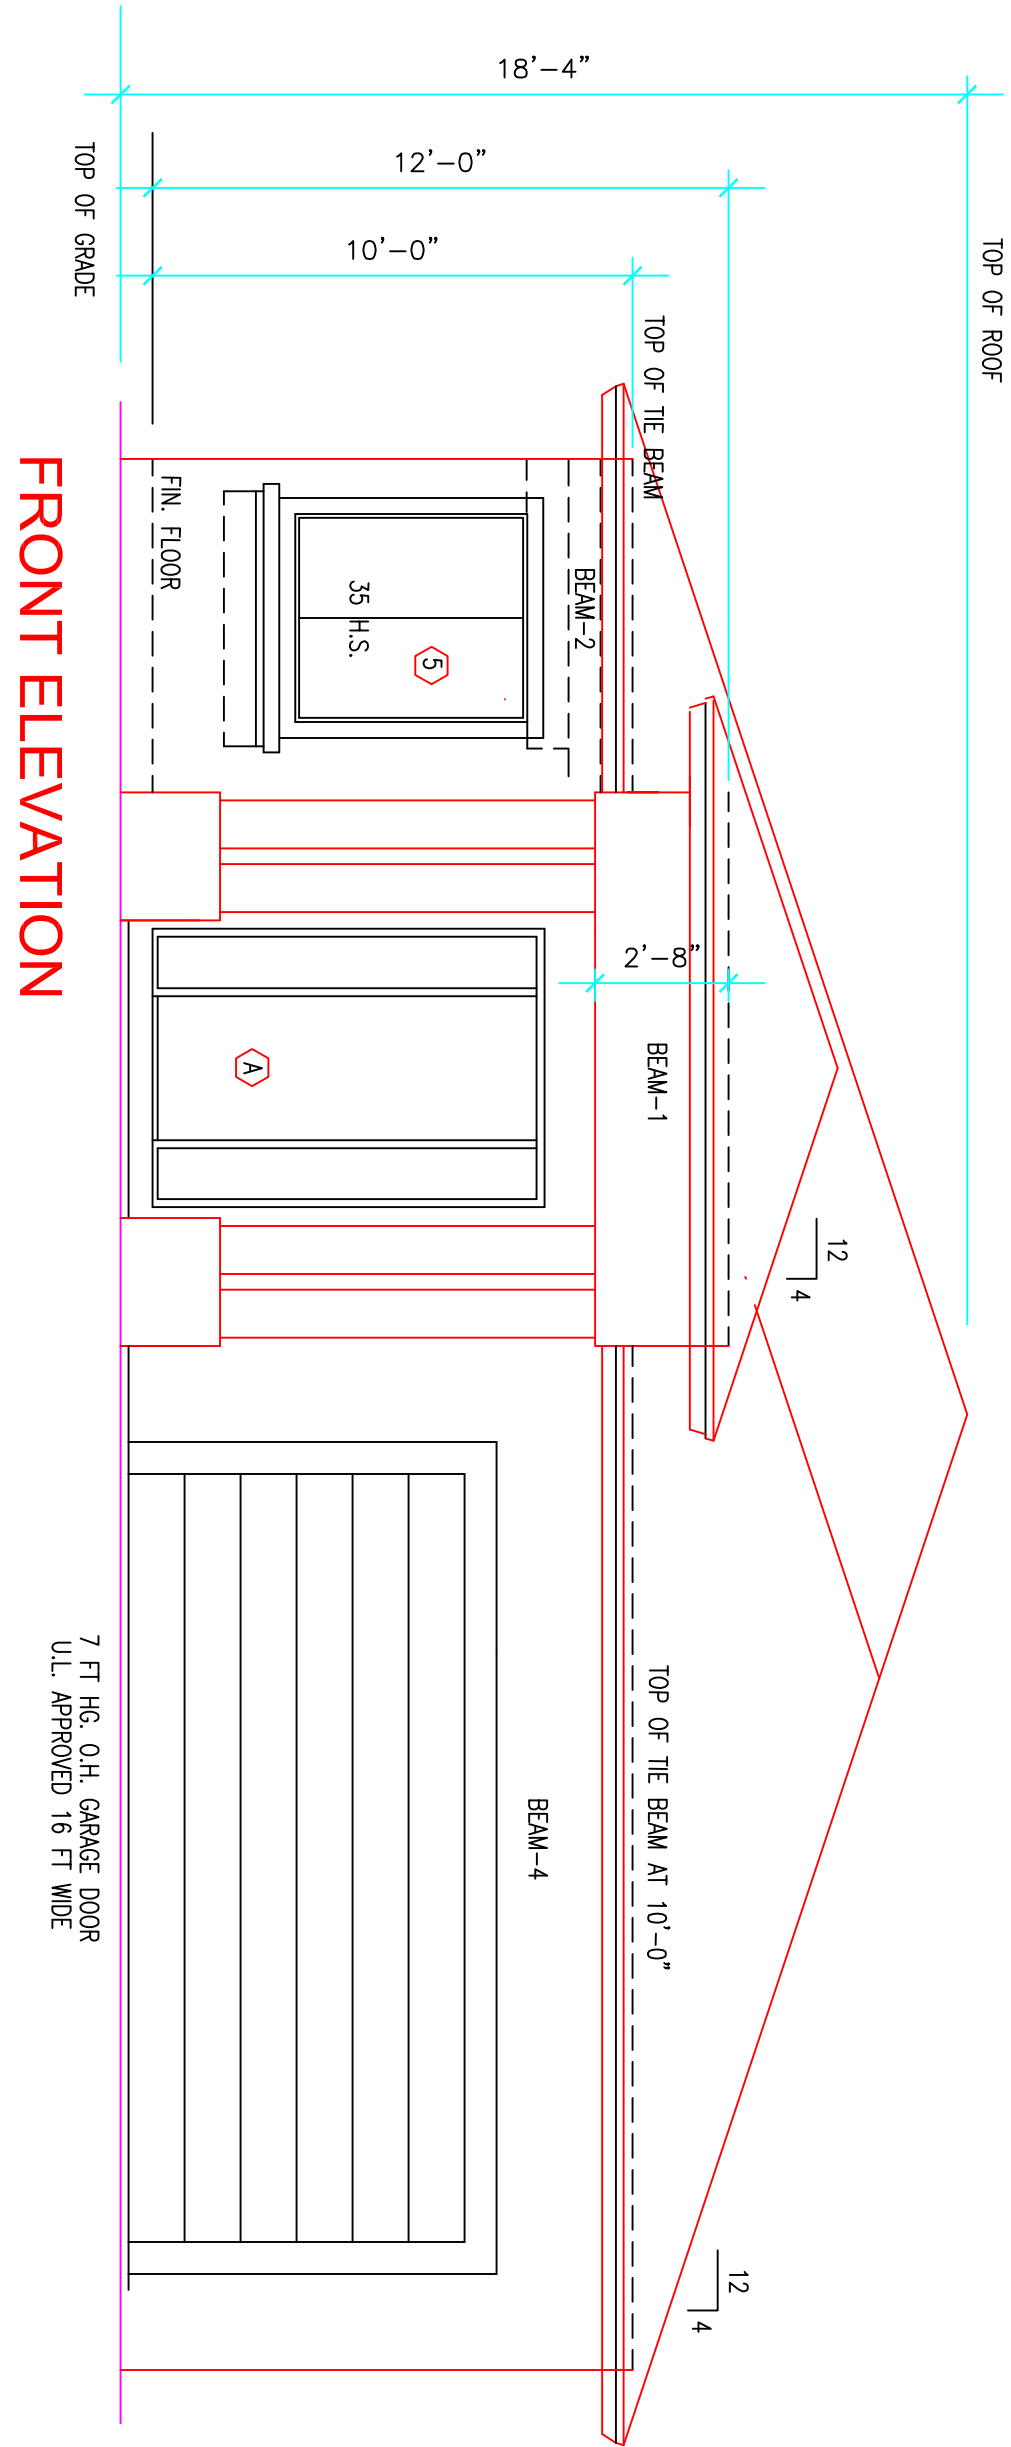 TOP OF ROOF
18'-4"
12'-0"
10'-0"
TOP OF GRADE
TOP OF TIE BEAM
FIN. FLOOR
BEAM-2
35 H.S.
5
2'-8"
BEAM-1
A
12
4
TOP OF TIE BEAM AT 10'-0"
BEAM-4
12
4
7 FT HG. O.H. GARAGE DOOR
U.L. APPROVED 16 FT WIDE
FRONT ELEVATION